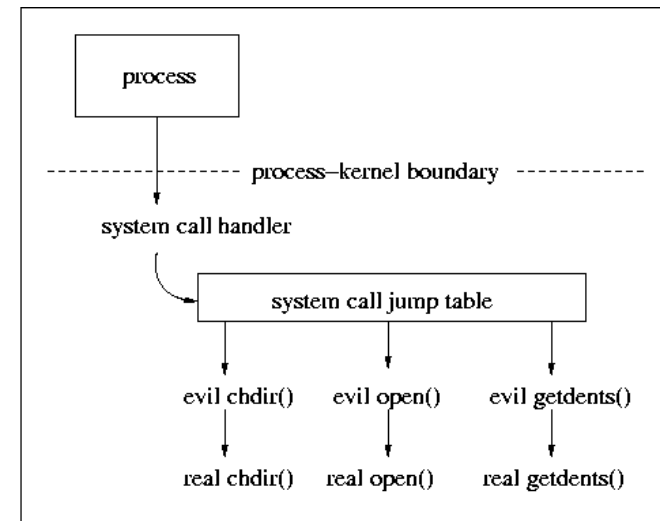 process
process–kernel boundary
system call handler
system call jump table
evil chdir() evil open() evil getdents()
real chdir() real open() real getdents()